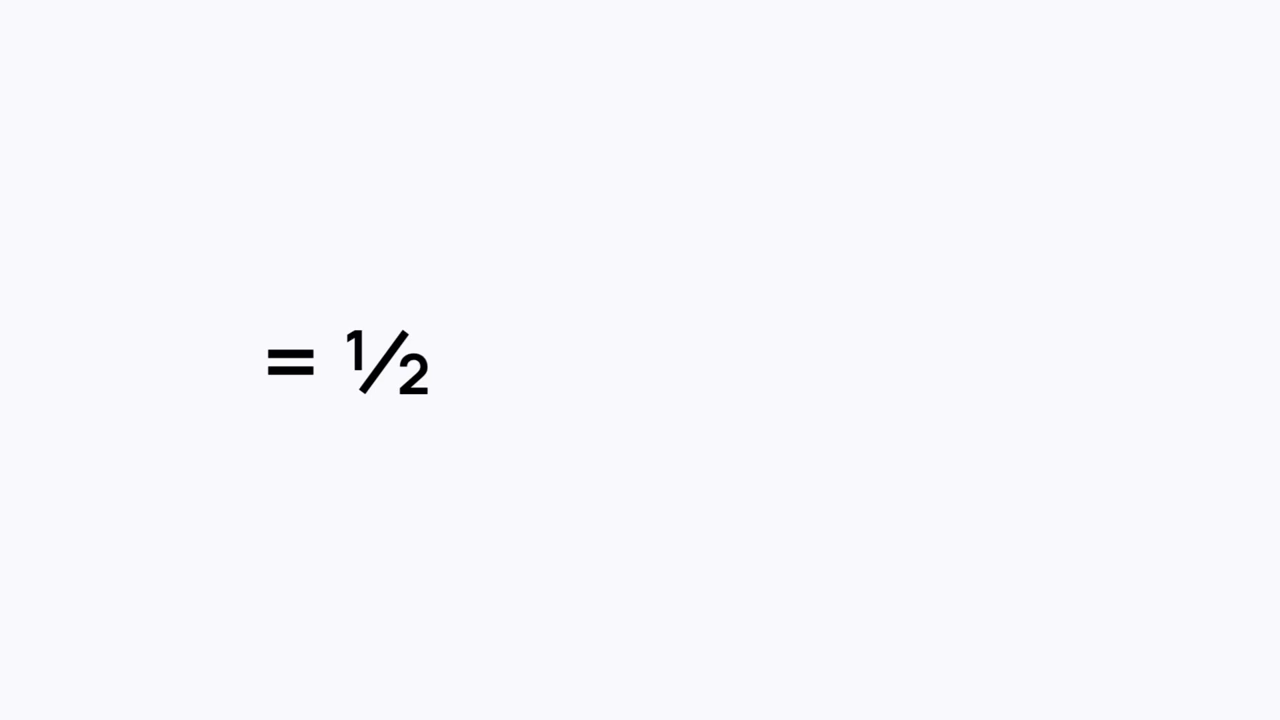 = ½